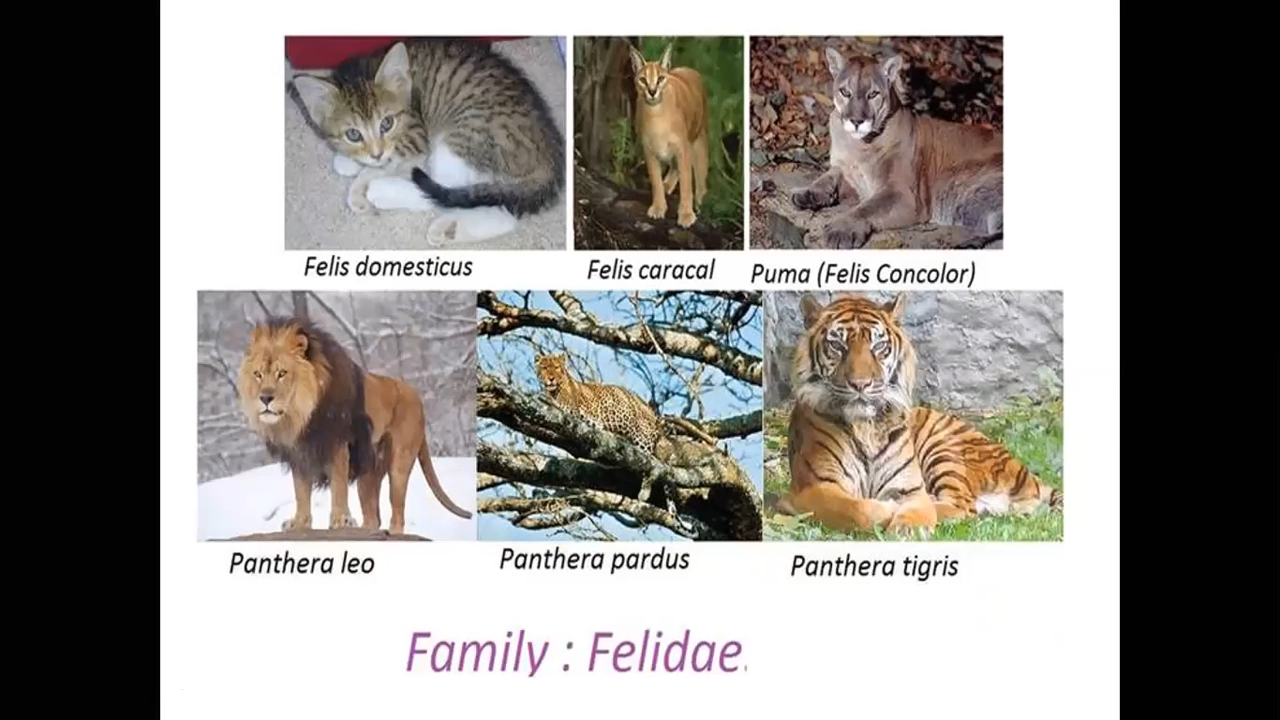 Felis domesticus
Felis caracal
Puma (Felis Concolor)
Panthera leo
Panthera pardus
Panthera tigris
Family : Felidae.